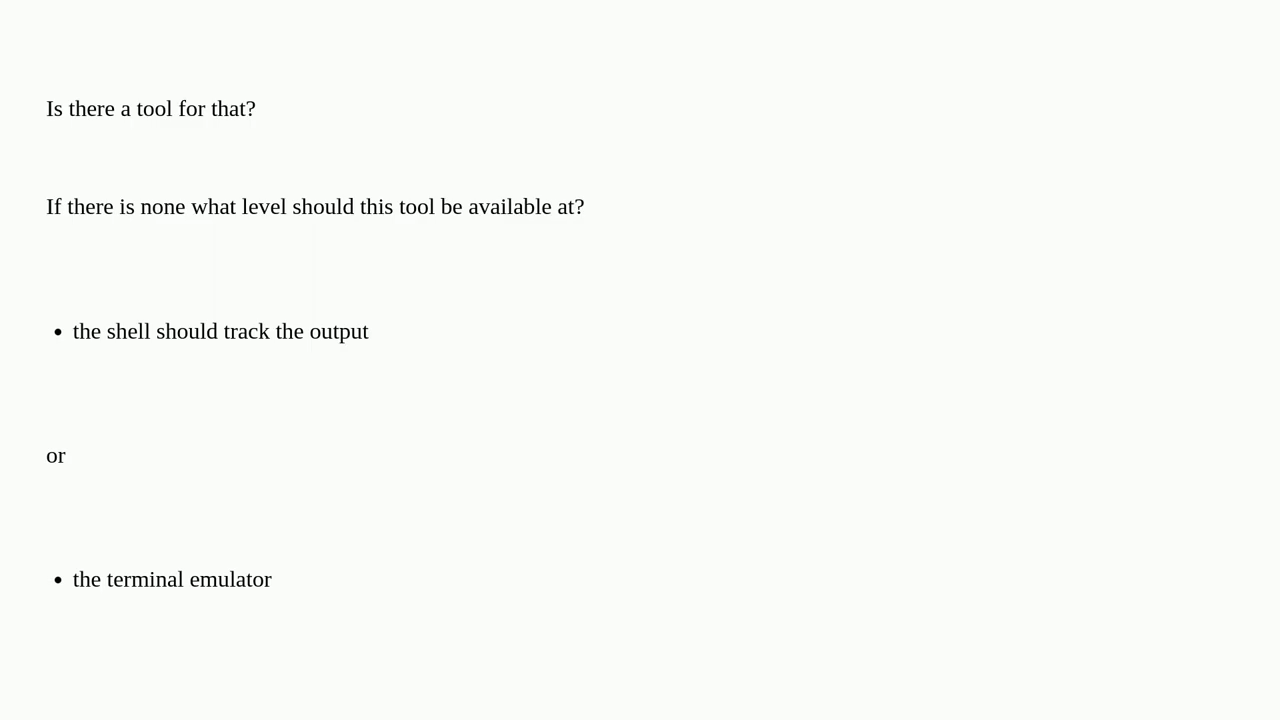 Is there a tool for that?
If there is none what level should this tool be available at?
• the shell should track the output
or
• the terminal emulator